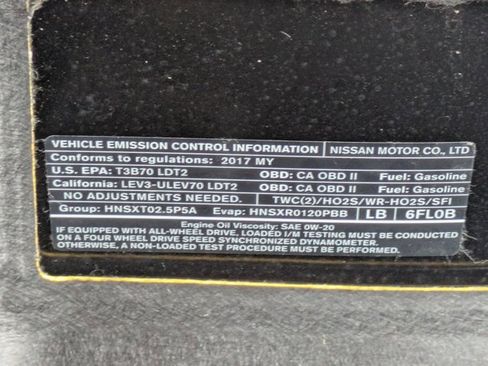 VEHICLE EMISSION CONTROL INFORMATION NISSAN MOTOR CO., LTD
Conforms to regulations: 2017 MY
U.S. EPA: T3B70 LDT2 OBD: CA OBD II Fuel: Gasoline
California: LEV3-ULEV70 LDT2 OBD: CA OBD II Fuel: Gasoline
NO ADJUSTMENTS NEEDED. TWC(2)/HO2S/WR-HO2S/SFI
Group: HNSXT02.5P5A Evap: HNSXR0120PBB LB 6FL0B
Engine Oil Viscosity: SAE 0W-20
IF EQUIPPED WITH ALL-WHEEL DRIVE, LOADED I/M TESTING MUST BE CONDUCTED
ON A FOUR WHEEL DRIVE SPEED SYNCHRONIZED DYNAMOMETER.
OTHERWISE, A NON-LOADED TEST PROCEDURE MUST BE PERFORMED.